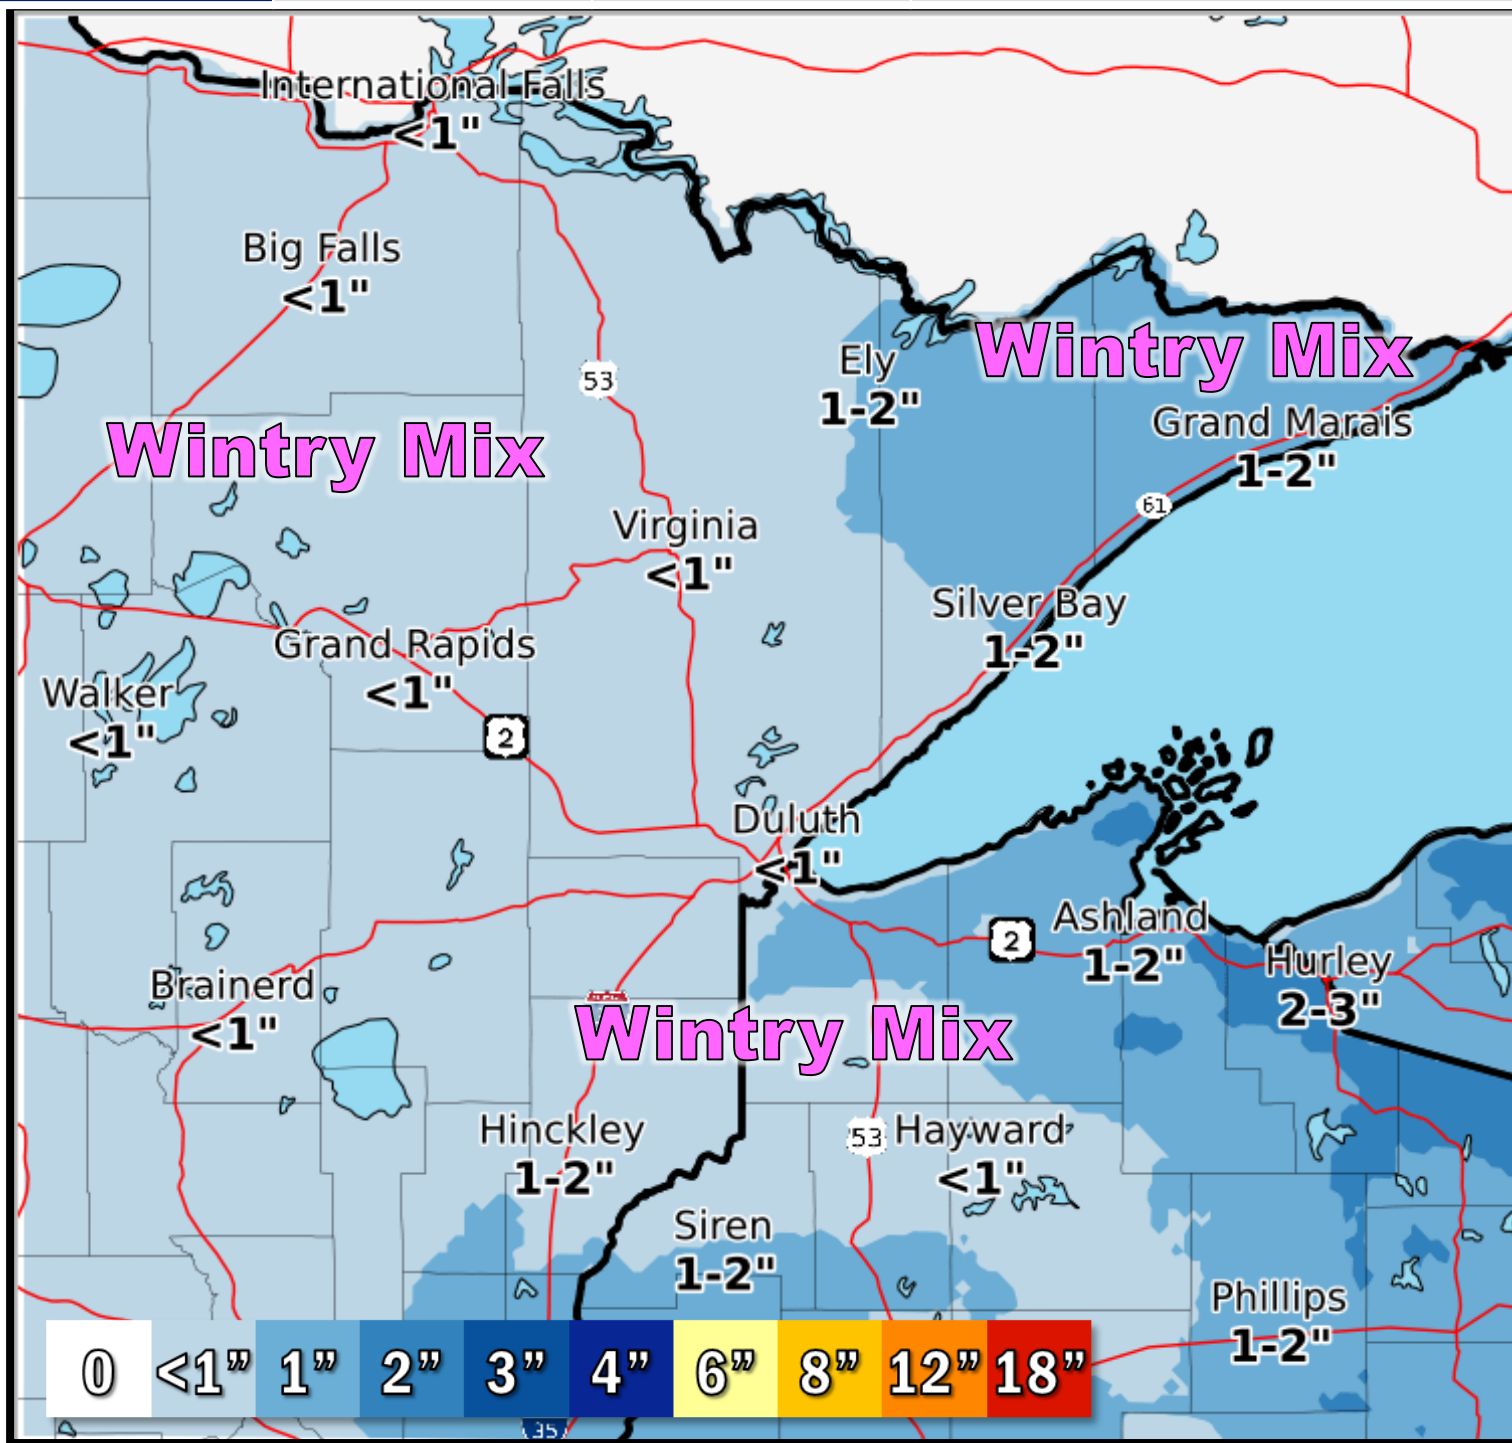 International Falls
<1"
Big Falls
<1"
53
Ely
1-2"
Wintry Mix
Grand Marais
1-2"
Wintry Mix
61
Virginia
<1"
Silver Bay
1-2"
Grand Rapids
<1"
Walker
<1"
2
Duluth
<1"
Ashland
1-2"
2
Hurley
2-3"
Brainerd
<1"
Wintry Mix
Hinckley
1-2"
53
Hayward
<1"
Siren
1-2"
Phillips
1-2"
0 <1” 1” 2” 3” 4” 6” 8” 12” 18”
35